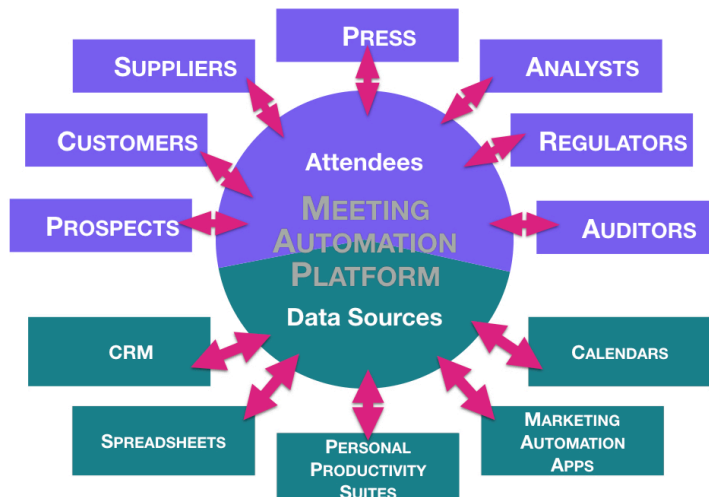 PRESS
SUPPLIERS
ANALYSTS
CUSTOMERS
REGULATORS
PROSPECTS
AUDITORS
Attendees
MEETING
AUTOMATION
PLATFORM
Data Sources
CRM
CALENDARS
SPREADSHEETS
PERSONAL
PRODUCTIVITY
SUITES
MARKETING
AUTOMATION
APPS